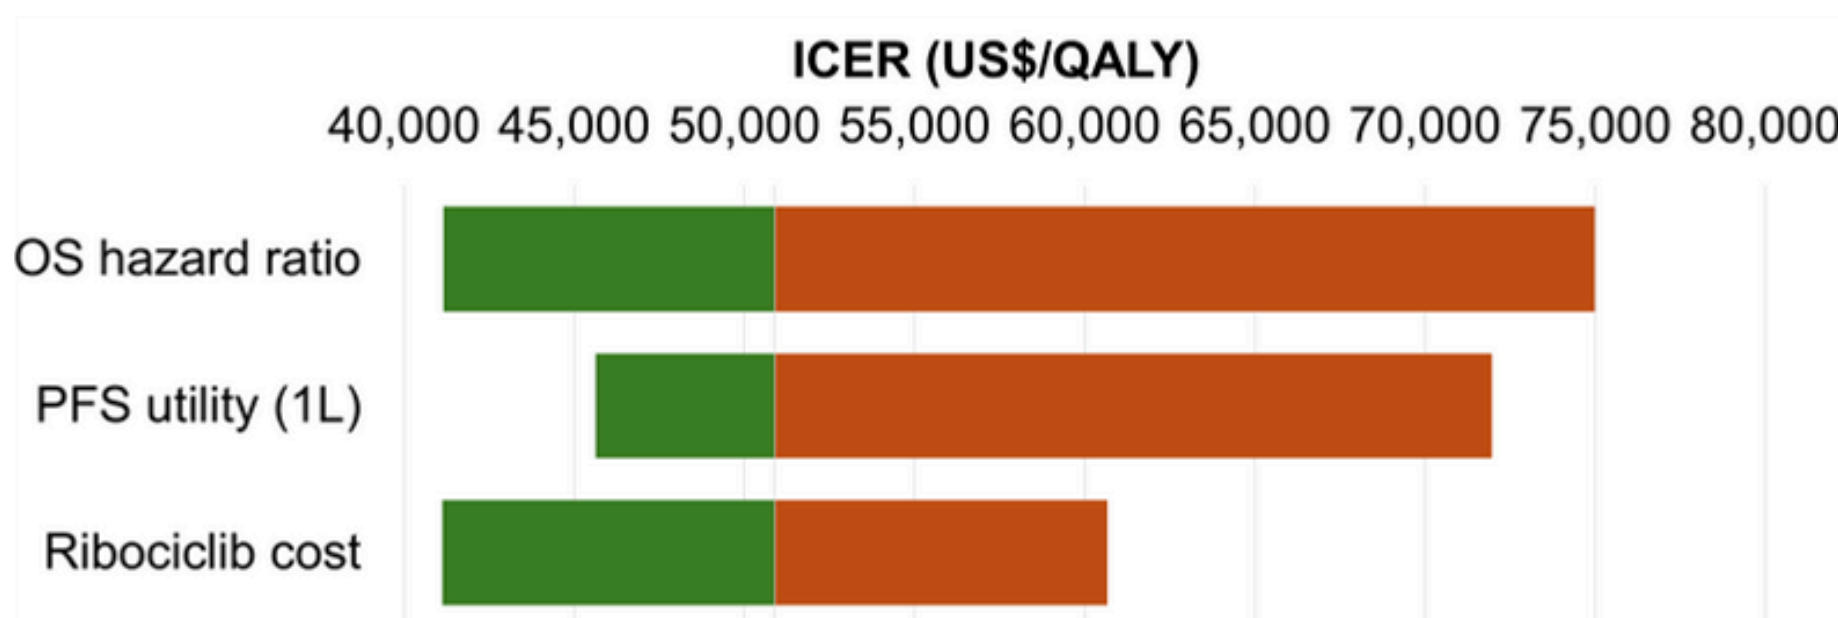 ICER (US$/QALY)
40,000 45,000 50,000 55,000 60,000 65,000 70,000 75,000 80,000
OS hazard ratio
PFS utility (1L)
Ribociclib cost